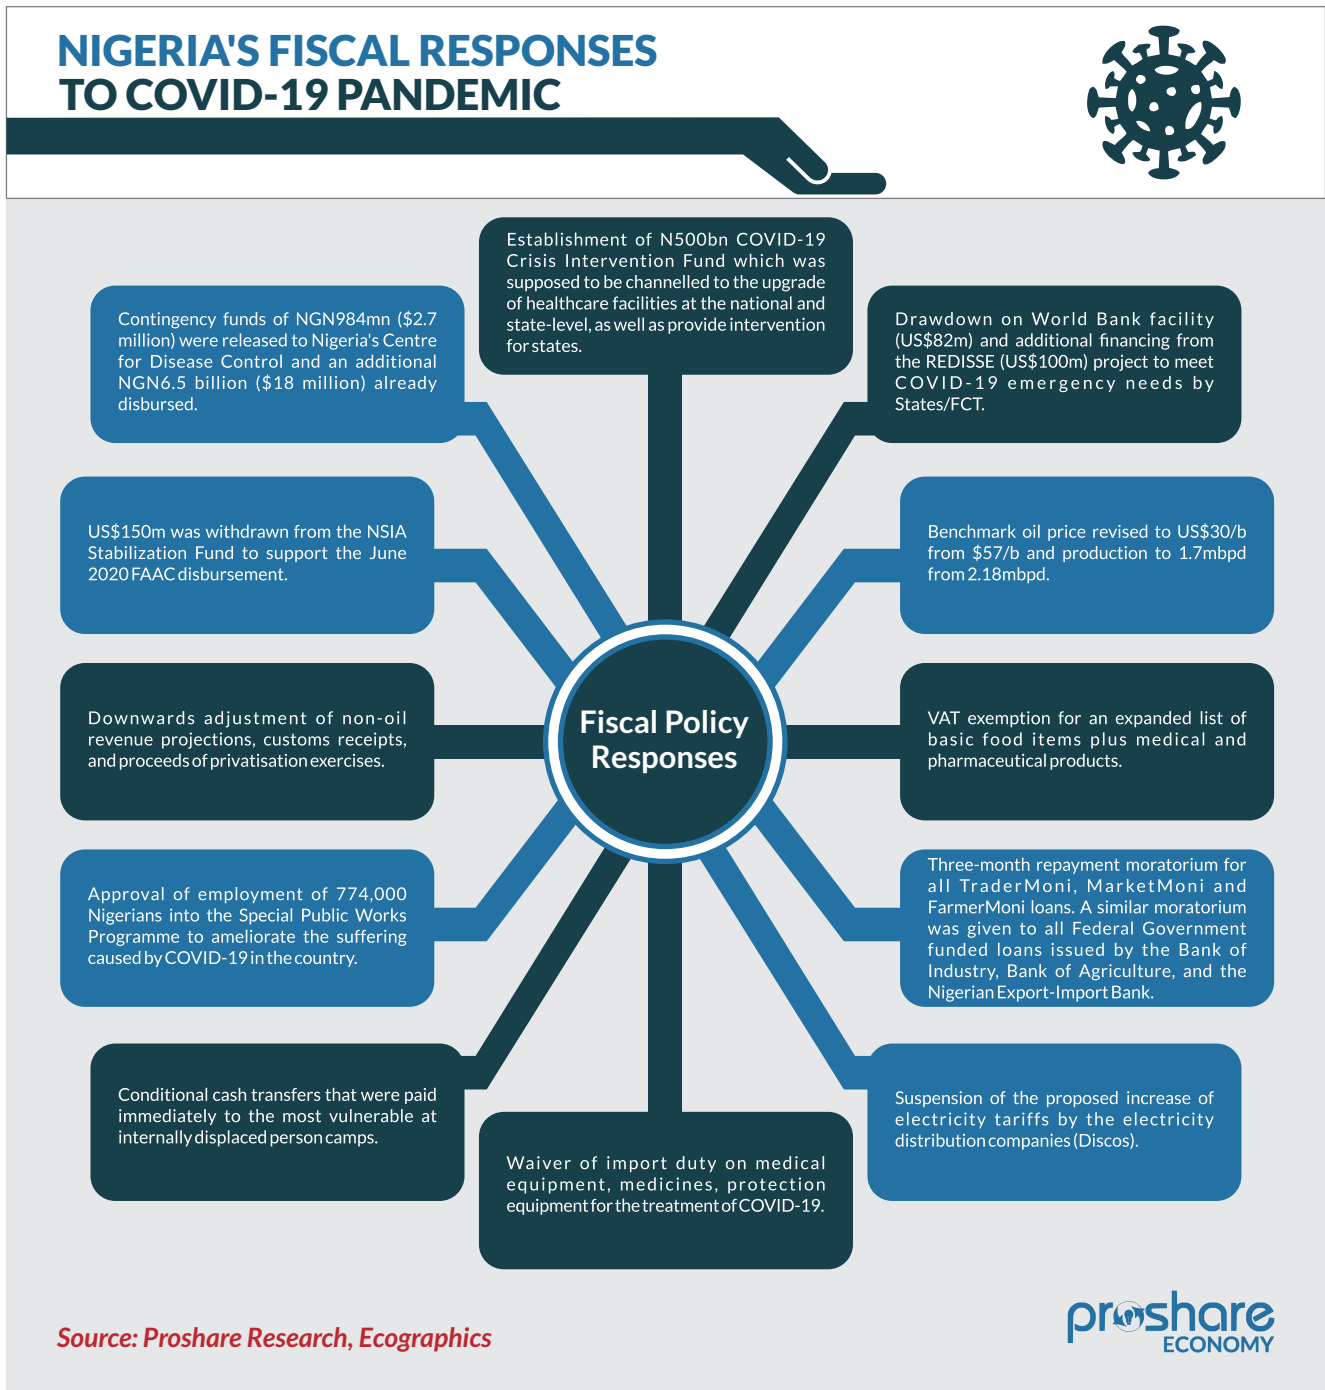 NIGERIA'S FISCAL RESPONSES
TO COVID-19 PANDEMIC
Establishment of N500bn COVID-19
Crisis Intervention Fund which was
supposed to be channelled to the upgrade
of healthcare facilities at the national and
state-level, as well as provide intervention
for states.
Contingency funds of NGN984mn ($2.7
million) were released to Nigeria's Centre
for Disease Control and an additional
NGN6.5 billion ($18 million) already
disbursed.
Drawdown on World Bank facility
(US$82m) and additional financing from
the REDISSE (US$100m) project to meet
COVID-19 emergency needs by
States/FCT.
US$150m was withdrawn from the NSIA
Stabilization Fund to support the June
2020 FAAC disbursement.
Benchmark oil price revised to US$30/b
from $57/b and production to 1.7mbpd
from 2.18mbpd.
Downwards adjustment of non-oil
revenue projections, customs receipts,
and proceeds of privatisation exercises.
Fiscal Policy
Responses
VAT exemption for an expanded list of
basic food items plus medical and
pharmaceutical products.
Approval of employment of 774,000
Nigerians into the Special Public Works
Programme to ameliorate the suffering
caused by COVID-19 in the country.
Three-month repayment moratorium for
all TraderMoni, MarketMoni and
FarmerMoni loans. A similar moratorium
was given to all Federal Government
funded loans issued by the Bank of
Industry, Bank of Agriculture, and the
Nigerian Export-Import Bank.
Conditional cash transfers that were paid
immediately to the most vulnerable at
internally displaced person camps.
Suspension of the proposed increase of
electricity tariffs by the electricity
distribution companies (Discos).
Waiver of import duty on medical
equipment, medicines, protection
equipment for the treatment of COVID-19.
Source: Proshare Research, Ecographics
proshare
ECONOMY